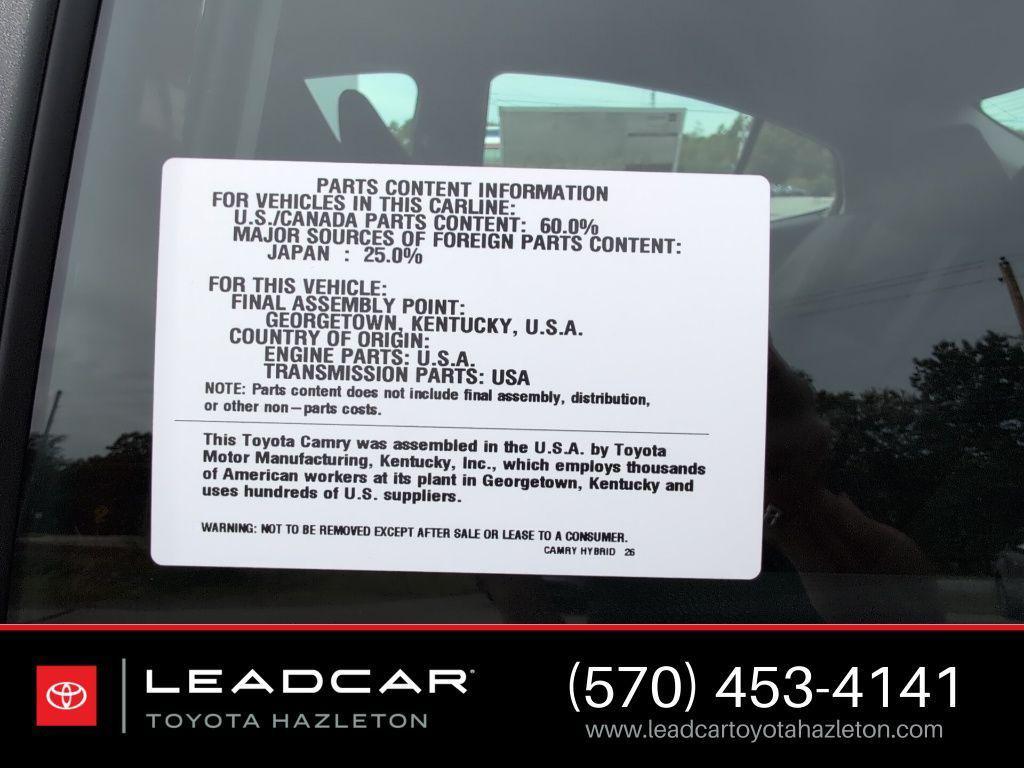 PARTS CONTENT INFORMATION
FOR VEHICLES IN THIS CARLINE:
U.S./CANADA PARTS CONTENT: 60.0%
MAJOR SOURCES OF FOREIGN PARTS CONTENT:
JAPAN : 25.0%
FOR THIS VEHICLE:
FINAL ASSEMBLY POINT:
GEORGETOWN, KENTUCKY, U.S.A.
COUNTRY OF ORIGIN:
ENGINE PARTS: U.S.A.
TRANSMISSION PARTS: USA
NOTE: Parts content does not include final assembly, distribution,
or other non-parts costs.
This Toyota Camry was assembled in the U.S.A. by Toyota
Motor Manufacturing, Kentucky, Inc., which employs thousands
of American workers at its plant in Georgetown, Kentucky and
uses hundreds of U.S. suppliers.
WARNING: NOT TO BE REMOVED EXCEPT AFTER SALE OR LEASE TO A CONSUMER.
CAMRY HYBRID 26
LEADCAR
TOYOTA HAZLETON
(570) 453-4141
www.leadcartoyotahazleton.com